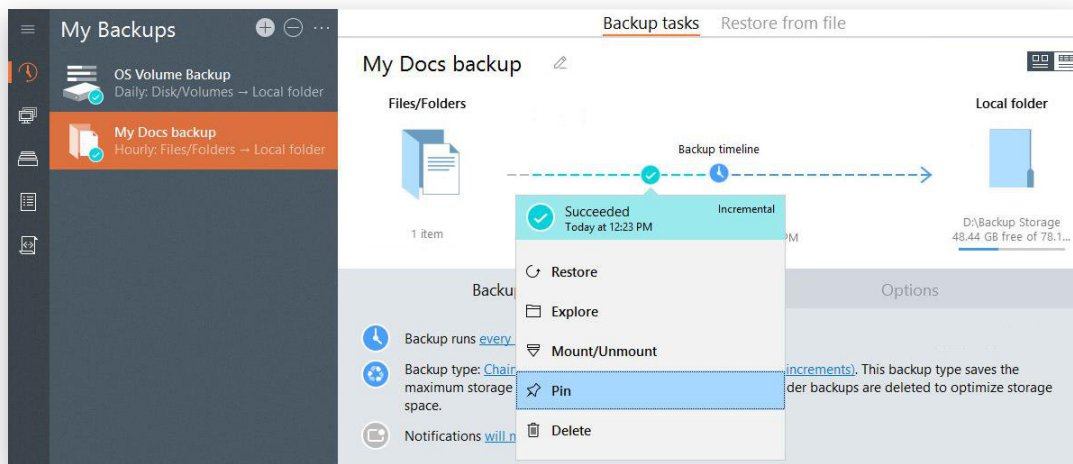 My Backups
Backup tasks
Restore from file
OS Volume Backup
Daily: Disk/Volumes → Local folder
My Docs backup
Hourly: Files/Folders → Local folder
My Docs backup
Files/Folders
Local folder
Backup timeline
1 item
D:\Backup Storage
48.44 GB free of 78.1...
Succeeded
Incremental
Today at 12:23 PM
Restore
Explore
Mount/Unmount
Pin
Delete
Options
Backup runs every
Backup type:
increments). This backup type saves the
maximum storage
backups are deleted to optimize storage
space.
Notifications will